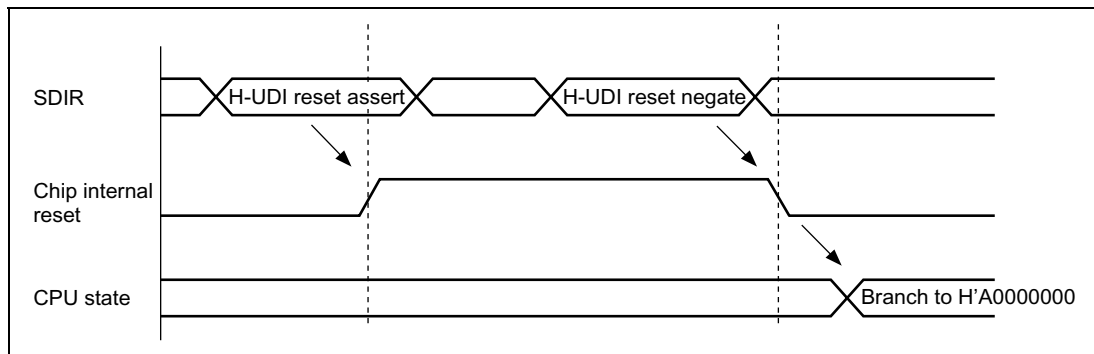 SDIR
H-UDI reset assert
H-UDI reset negate
Chip internal
reset
CPU state
Branch to H'A0000000